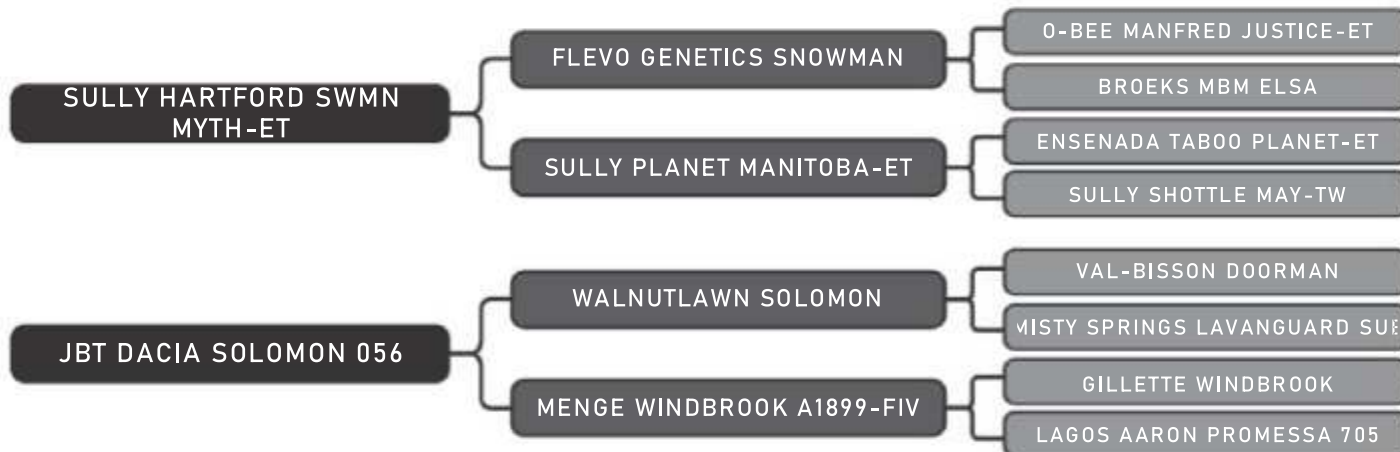 SULLY HARTFORD SWMN
MYTH-ET
FLEVO GENETICS SNOWMAN
O-BEE MANFRED JUSTICE-ET
BROEKS MBM ELSA
SULLY PLANET MANITOBA-ET
ENSENADA TABOO PLANET-ET
SULLY SHOTTLE MAY-TW
JBT DACIA SOLOMON 056
WALNUTLAWN SOLOMON
VAL-BISSON DOORMAN
MISTY SPRINGS LAVANGUARD SUE
MENGE WINDBROOK A1899-FIV
GILLETTE WINDBROOK
LAGOS AARON PROMESSA 705